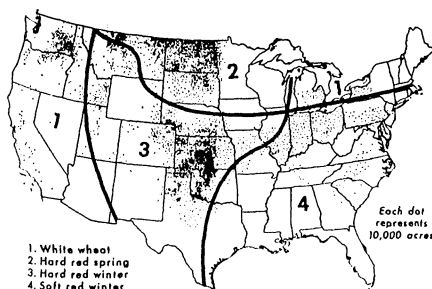 2
1
1
3
4
Each dot
represents
10,000 acres
1. White wheat
2. Hard red spring
3. Hard red winter
4. Soft red winter